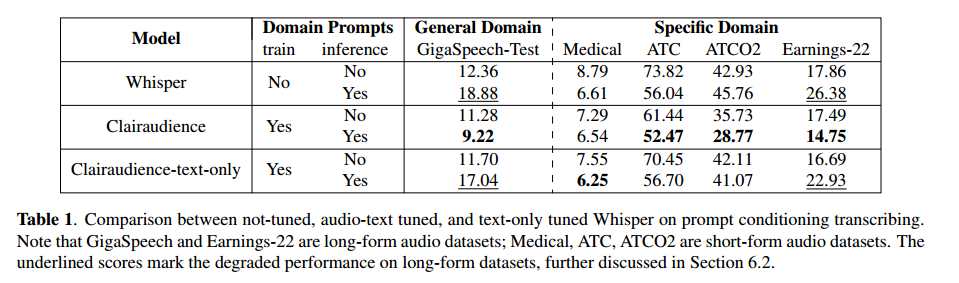 Model Domain Prompts General Domain Specific Domain
train inference GigaSpeech-Test Medical ATC ATCO2 Earnings-22
Whisper No No 12.36 8.79 73.82 42.93 17.86
Yes 18.88 6.61 56.04 45.76 26.38
Clairaudience Yes No 11.28 7.29 61.44 35.73 17.49
Yes 9.22 6.54 52.47 28.77 14.75
Clairaudience-text-only Yes No 11.70 7.55 70.45 42.11 16.69
Yes 17.04 6.25 56.70 41.07 22.93
Table 1. Comparison between not-tuned, audio-text tuned, and text-only tuned Whisper on prompt conditioning transcribing.
Note that GigaSpeech and Earnings-22 are long-form audio datasets; Medical, ATC, ATCO2 are short-form audio datasets. The
underlined scores mark the degraded performance on long-form datasets, further discussed in Section 6.2.